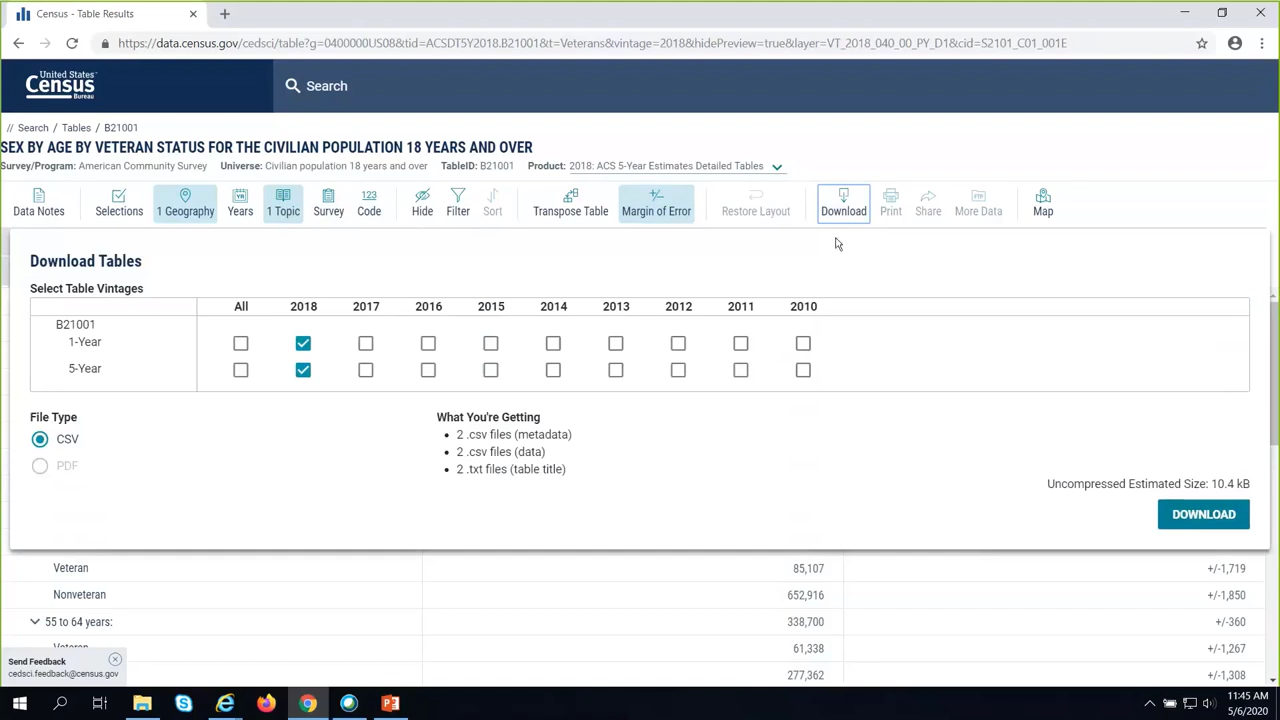 Census - Table Results
https://data.census.gov/cedsci/table?g=0400000US08&tid=ACSDT5Y2018.B21001&t=Veterans&vintage=2018&hidePreview=true&layer=VT_2018_040_00_PY_D1&cid=S2101_C01_001E
United States Census Bureau
Search
// Search / Tables / B21001
SEX BY AGE BY VETERAN STATUS FOR THE CIVILIAN POPULATION 18 YEARS AND OVER
Survey/Program: American Community Survey Universe: Civilian population 18 years and over TableID: B21001 Product: 2018: ACS 5-Year Estimates Detailed Tables
YR 123 FTP
Data Notes Selections 1 Geography Years 1 Topic Survey Code Hide Filter Sort Transpose Table Margin of Error Restore Layout Download Print Share More Data Map
Download Tables
Select Table Vintages
All 2018 2017 2016 2015 2014 2013 2012 2011 2010
B21001
1-Year
5-Year
File Type
CSV
PDF
What You're Getting
2 .csv files (metadata)
2 .csv files (data)
2 .txt files (table title)
Uncompressed Estimated Size: 10.4 kB
DOWNLOAD
Veteran 85,107 +/-1,719
Nonveteran 652,916 +/-1,850
55 to 64 years: 338,700 +/-360
Veteran 61,338 +/-1,267
277,362 +/-1,308
Send Feedback
cedsci.feedback@census.gov
11:45 AM
5/6/2020